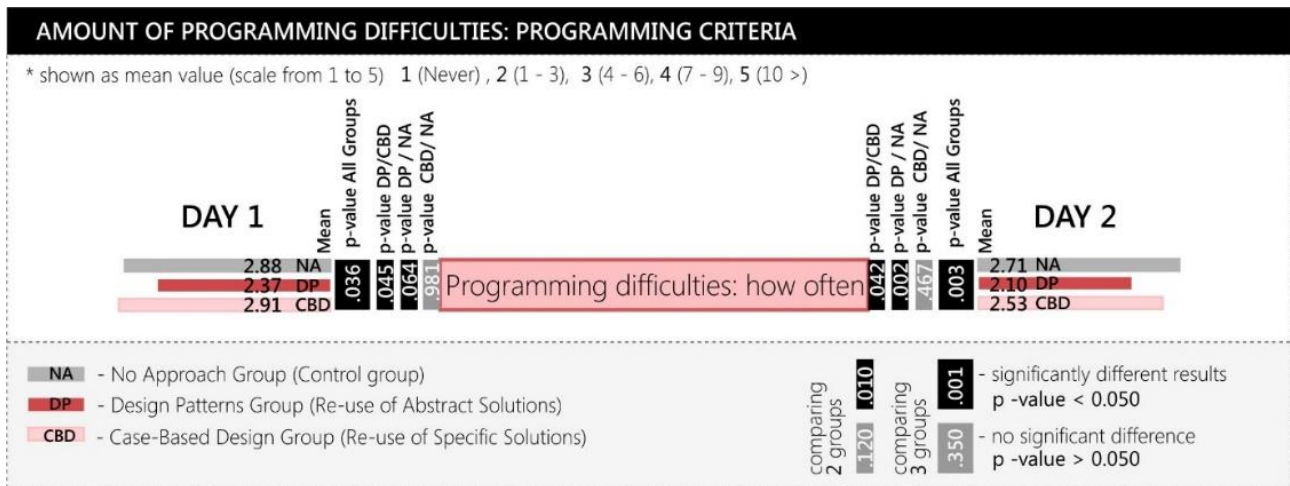 AMOUNT OF PROGRAMMING DIFFICULTIES: PROGRAMMING CRITERIA
* shown as mean value (scale from 1 to 5) 1 (Never) , 2 (1 - 3), 3 (4 - 6), 4 (7 - 9), 5 (10 >)
DAY 1
Mean
p-value All Groups
p-value DP/CBD
p-value DP / NA
p-value CBD/ NA
2.88 NA
2.37 DP
2.91 CBD
.036
.045
.064
.981
Programming difficulties: how often
p-value DP/CBD
p-value DP / NA
p-value CBD/ NA
p-value All Groups
Mean
DAY 2
.042
.002
.467
.003
2.71 NA
2.10 DP
2.53 CBD
NA - No Approach Group (Control group)
DP - Design Patterns Group (Re-use of Abstract Solutions)
CBD - Case-Based Design Group (Re-use of Specific Solutions)
comparing
2 groups
.010
.120
comparing
3 groups
.001
.350
- significantly different results
p -value < 0.050
- no significant difference
p -value > 0.050